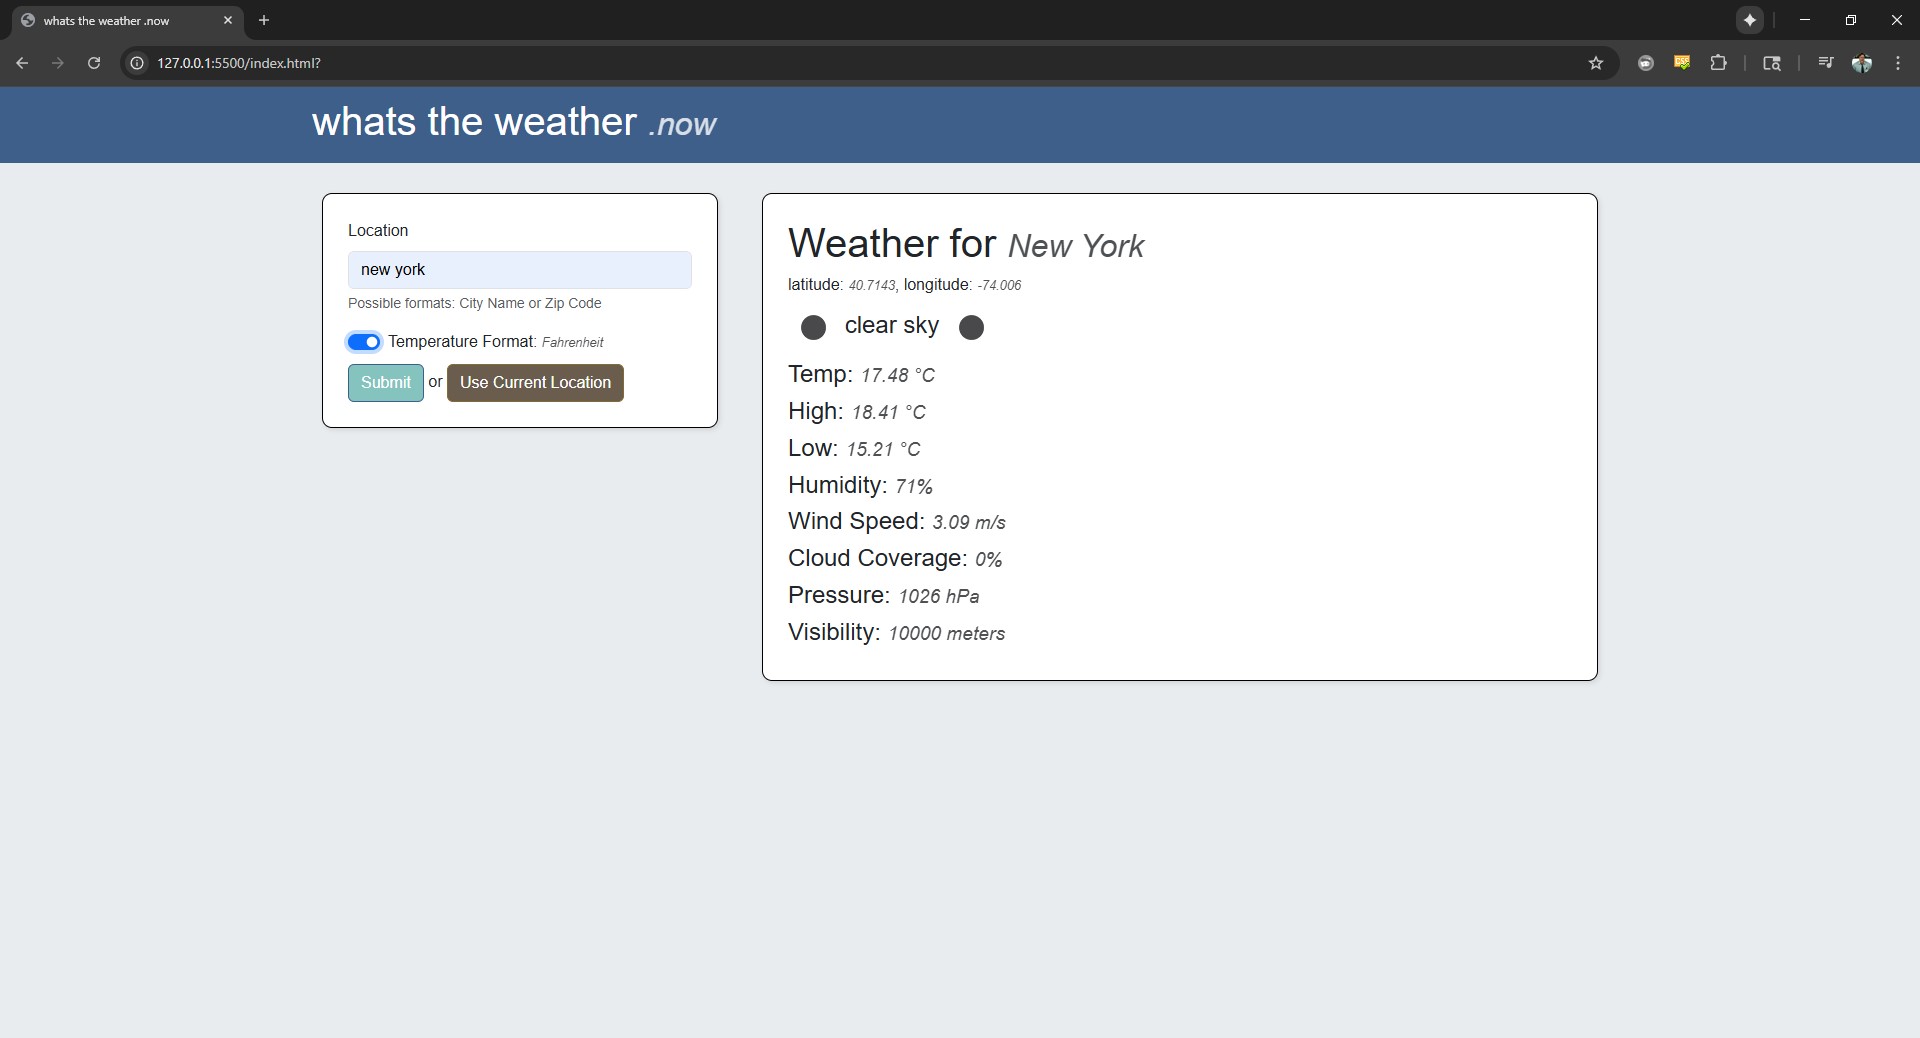 whats the weather .now
127.0.0.1:5500/index.html?
whats the weather .now
Location
new york
Possible formats: City Name or Zip Code
Temperature Format: Fahrenheit
Submit or Use Current Location
Weather for New York
latitude: 40.7143, longitude: -74.006
clear sky
Temp: 17.48 °C
High: 18.41 °C
Low: 15.21 °C
Humidity: 71%
Wind Speed: 3.09 m/s
Cloud Coverage: 0%
Pressure: 1026 hPa
Visibility: 10000 meters